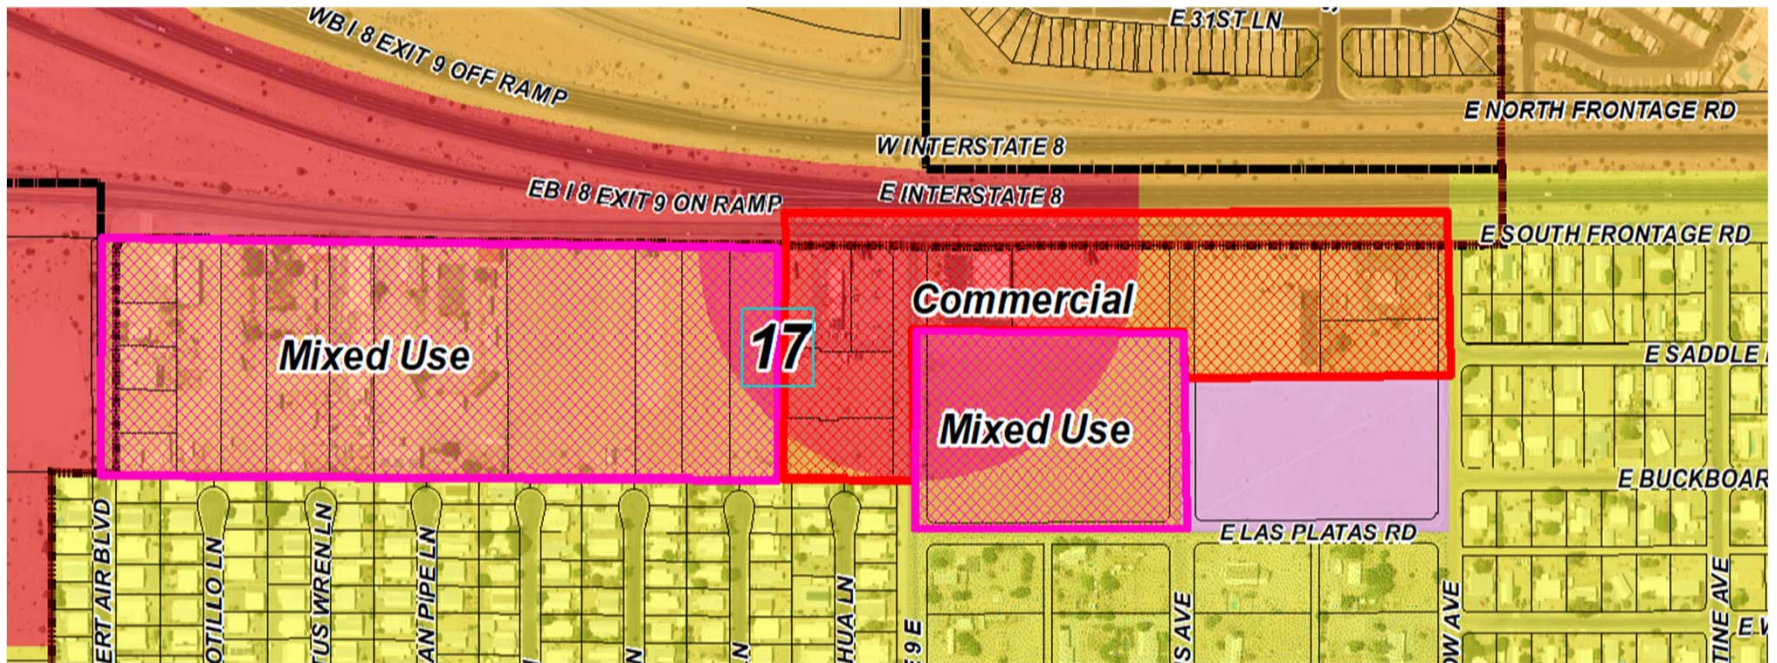 E 31ST LN
WB I 8 EXIT 9 OFF RAMP
E NORTH FRONTAGE RD
W INTERSTATE 8
EB I 8 EXIT 9 ON RAMP
E INTERSTATE 8
E SOUTH FRONTAGE RD
Commercial
17
Mixed Use
E SADDLE
Mixed Use
E BUCKBOAR
E LAS PLATAS RD
ERT AIR BLVD
OTILLO LN
TUS WREN LN
AN PIPE LN
N
N
LN
HUA LN
9 E
S AVE
OW AVE
TINE AVE